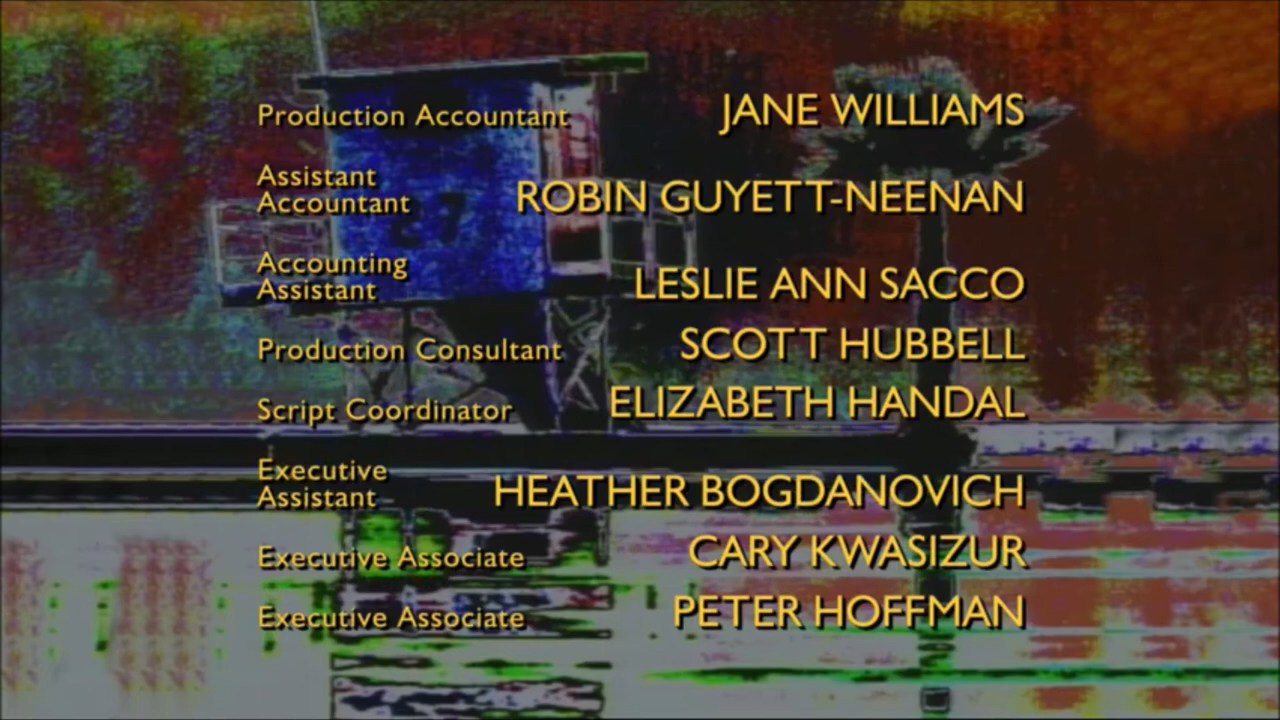 Production Accountant JANE WILLIAMS
Assistant
Accountant ROBIN GUYETT-NEENAN
Accounting
Assistant LESLIE ANN SACCO
Production Consultant SCOTT HUBBELL
Script Coordinator ELIZABETH HANDAL
Executive
Assistant HEATHER BOGDANOVICH
Executive Associate CARY KWASIZUR
Executive Associate PETER HOFFMAN
27